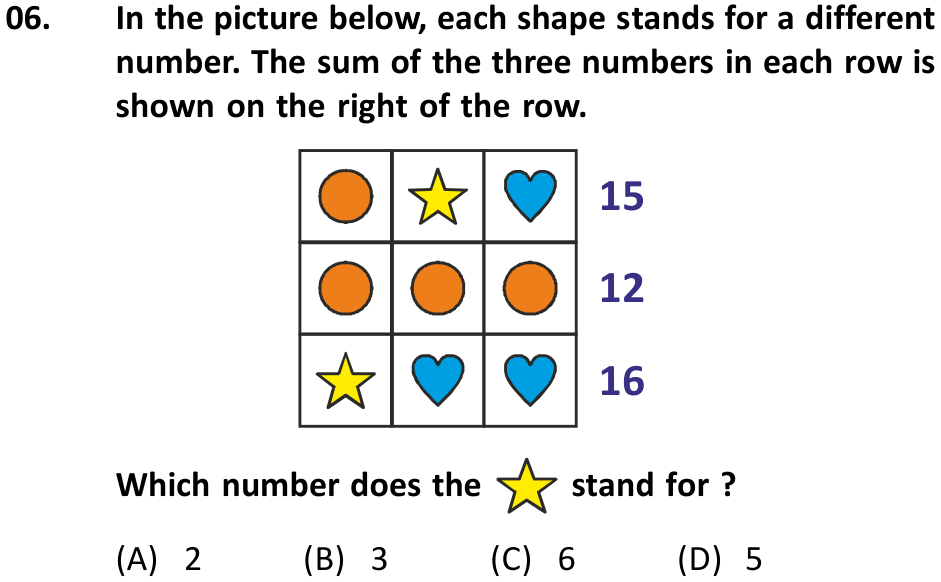 06. In the picture below, each shape stands for a different
number. The sum of the three numbers in each row is
shown on the right of the row.
15
12
16
Which number does the stand for ?
(A) 2 (B) 3 (C) 6 (D) 5